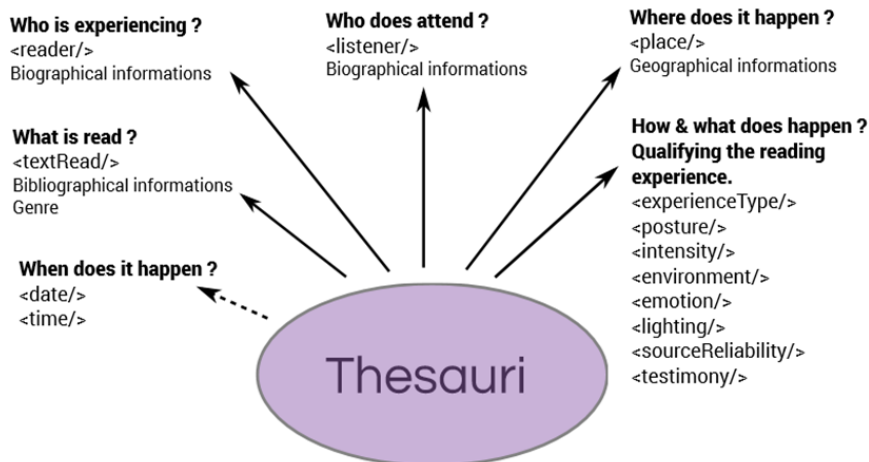 Who is experiencing ?
<reader/>
Biographical informations
Who does attend ?
<listener/>
Biographical informations
Where does it happen ?
<place/>
Geographical informations
What is read ?
<textRead/>
Bibliographical informations
Genre
How & what does happen ?
Qualifying the reading
experience.
<experienceType/>
<posture/>
<intensity/>
<environment/>
<emotion/>
<lighting/>
<sourceReliability/>
<testimony/>
When does it happen ?
<date/>
<time/>
Thesauri